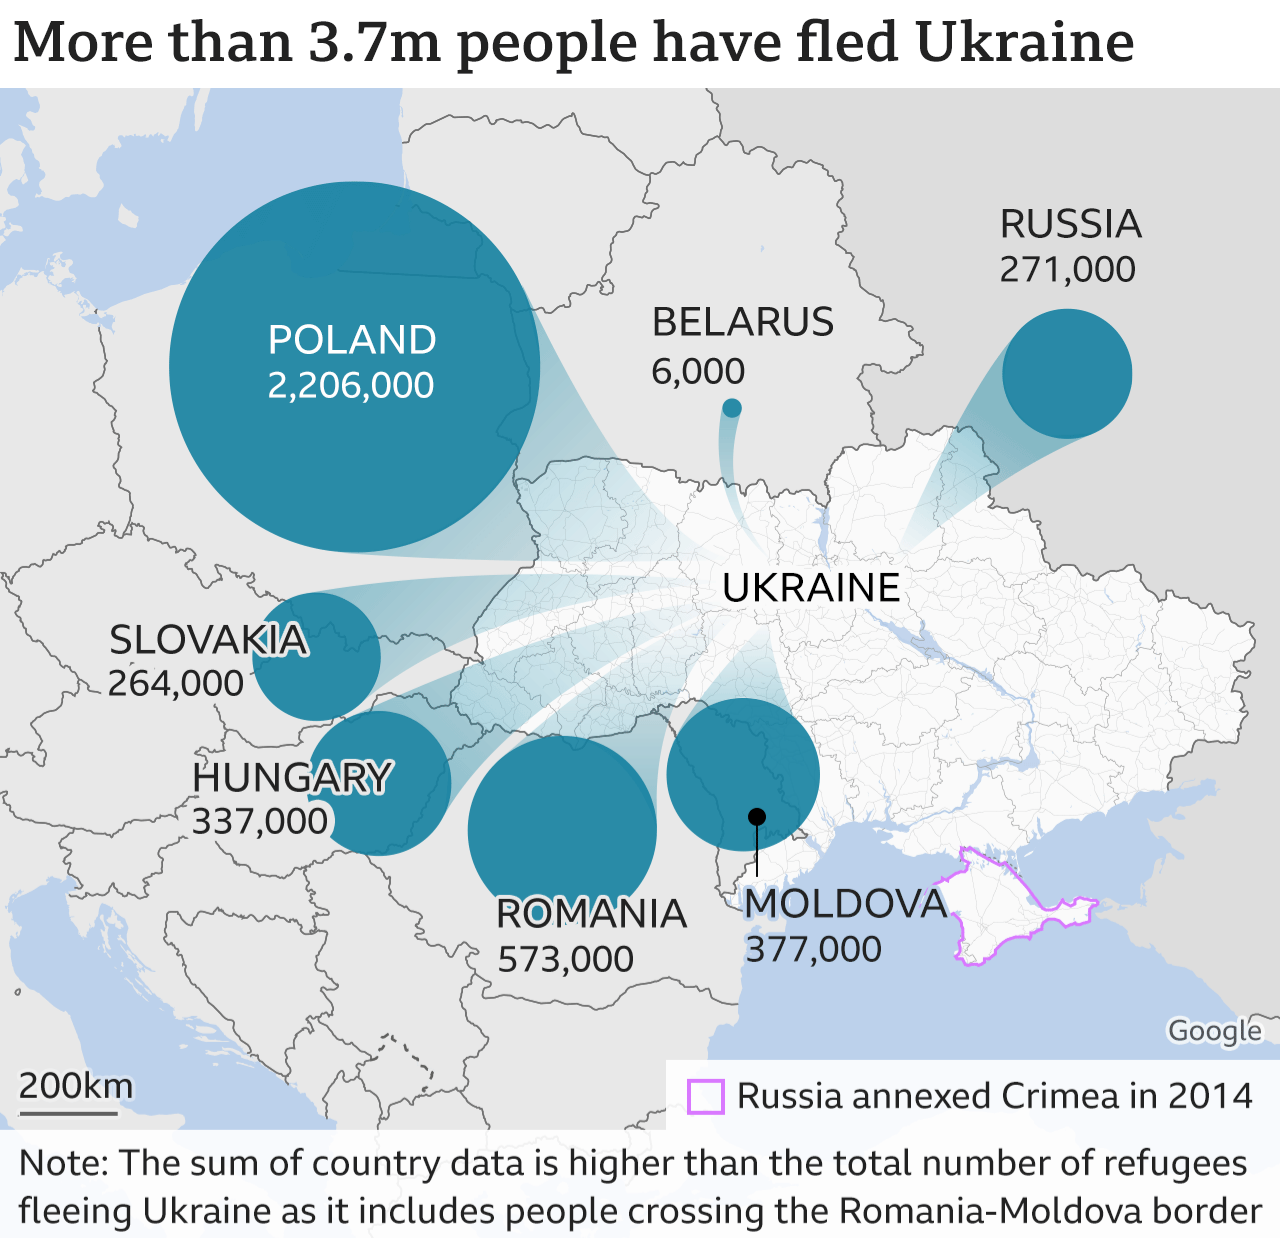 More than 3.7m people have fled Ukraine
RUSSIA
271,000
BELARUS
6,000
POLAND
2,206,000
UKRAINE
SLOVAKIA
264,000
HUNGARY
337,000
ROMANIA
573,000
MOLDOVA
377,000
Google
200km
Russia annexed Crimea in 2014
Note: The sum of country data is higher than the total number of refugees
fleeing Ukraine as it includes people crossing the Romania-Moldova border